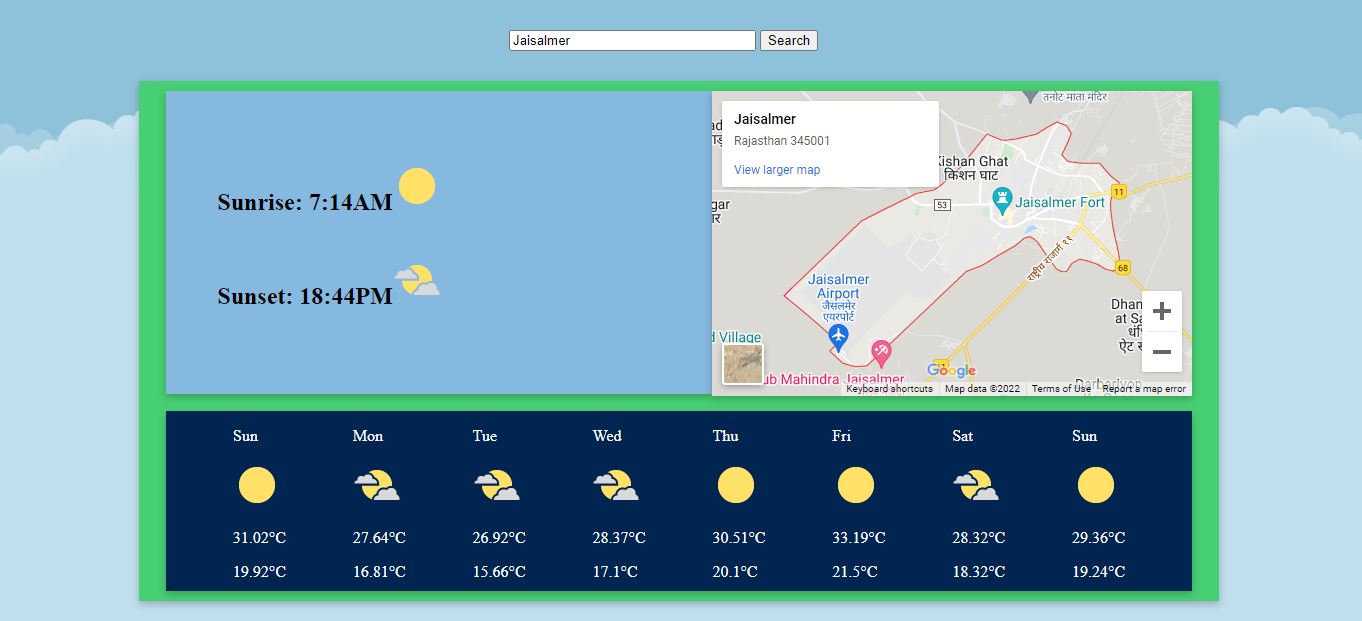 Jaisalmer Search
Sunrise: 7:14AM
Sunset: 18:44PM
Jaisalmer
Rajasthan 345001
View larger map
तनोट माता मंदिर
Kishan Ghat
किशन घाट
11
53
Jaisalmer Fort
68
राष्ट्रीय राजमार्ग ११
Jaisalmer
Airport
जैसलमेर
एयरपोर्ट
Village
11
Mahindra Jaisalmer
Google
Keyboard shortcuts Map data ©2022 Terms of Use Report a map error
Sun Mon Tue Wed Thu Fri Sat Sun
31.02°C 27.64°C 26.92°C 28.37°C 30.51°C 33.19°C 28.32°C 29.36°C
19.92°C 16.81°C 15.66°C 17.1°C 20.1°C 21.5°C 18.32°C 19.24°C